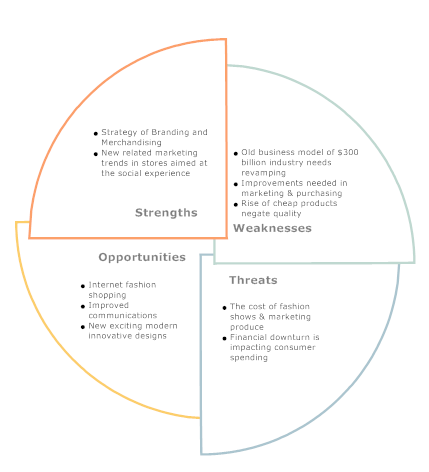 ● Strategy of Branding and
Merchandising
● New related marketing
trends in stores aimed at
the social experience
Strengths
● Old business model of $300
billion industry needs
revamping
● Improvements needed in
marketing & purchasing
● Rise of cheap products
negate quality
Weaknesses
Opportunities
● Internet fashion
shopping
● Improved
communications
● New exciting modern
innovative designs
Threats
● The cost of fashion
shows & marketing
produce
● Financial downturn is
impacting consumer
spending